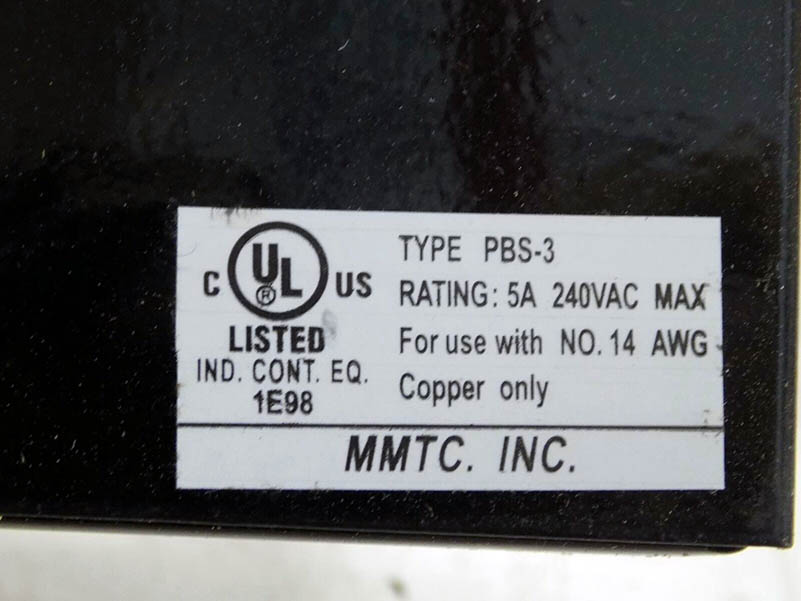 C UL® US
LISTED
IND. CONT. EQ.
1E98
TYPE PBS-3
RATING: 5A 240VAC MAX
For use with NO. 14 AWG
Copper only
MMTC. INC.